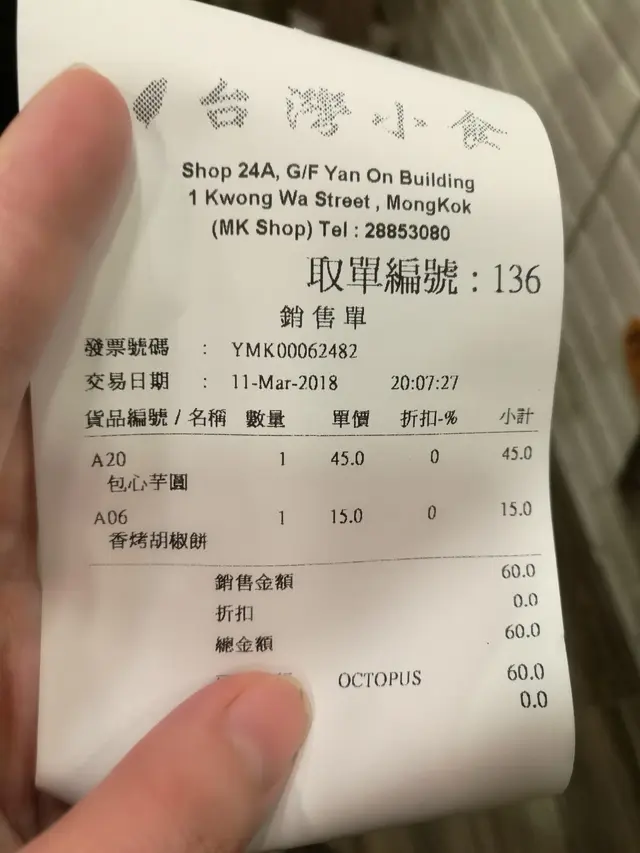 台灣小食
Shop 24A, G/F Yan On Building
1 Kwong Wa Street , MongKok
(MK Shop) Tel : 28853080
取單編號 : 136
銷售單
發票號碼 : YMK00062482
交易日期 : 11-Mar-2018 20:07:27
貨品編號 / 名稱 數量 單價 折扣-% 小計
A20 1 45.0 0 45.0
包心芋圓
A06 1 15.0 0 15.0
香烤胡椒餅
銷售金額 60.0
折扣 0.0
總金額 60.0
OCTOPUS 60.0
0.0